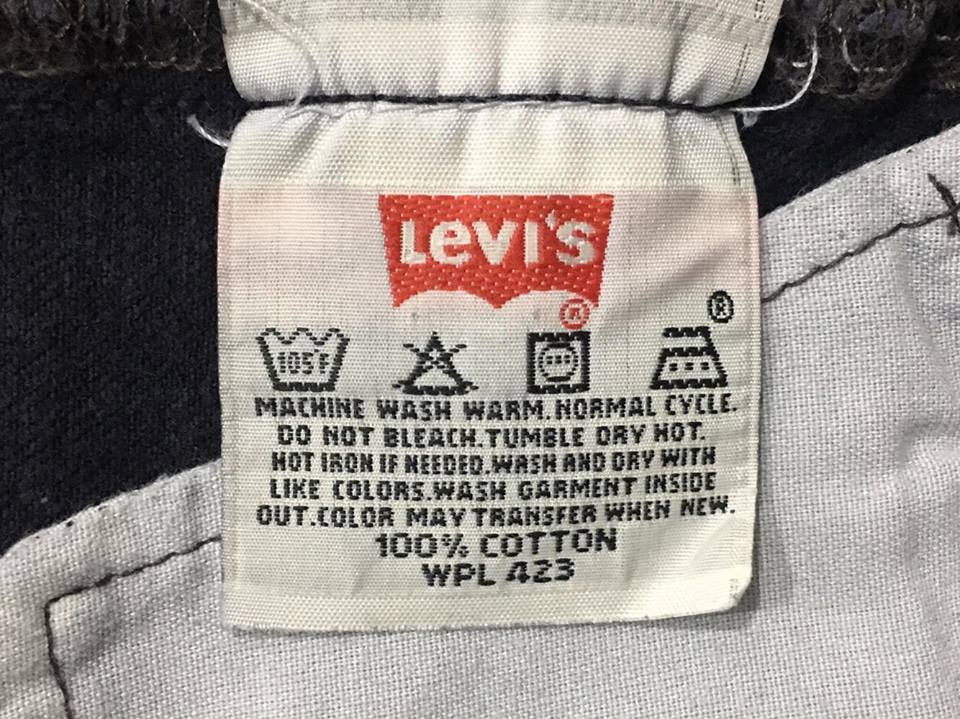 Levi's
®
®
105°F
MACHINE WASH WARM.NORMAL CYCLE.
DO NOT BLEACH.TUMBLE DRY HOT.
HOT IRON IF NEEDED.WASH AND DRY WITH
LIKE COLORS.WASH GARMENT INSIDE
OUT.COLOR MAY TRANSFER WHEN NEW.
100% COTTON
WPL 423